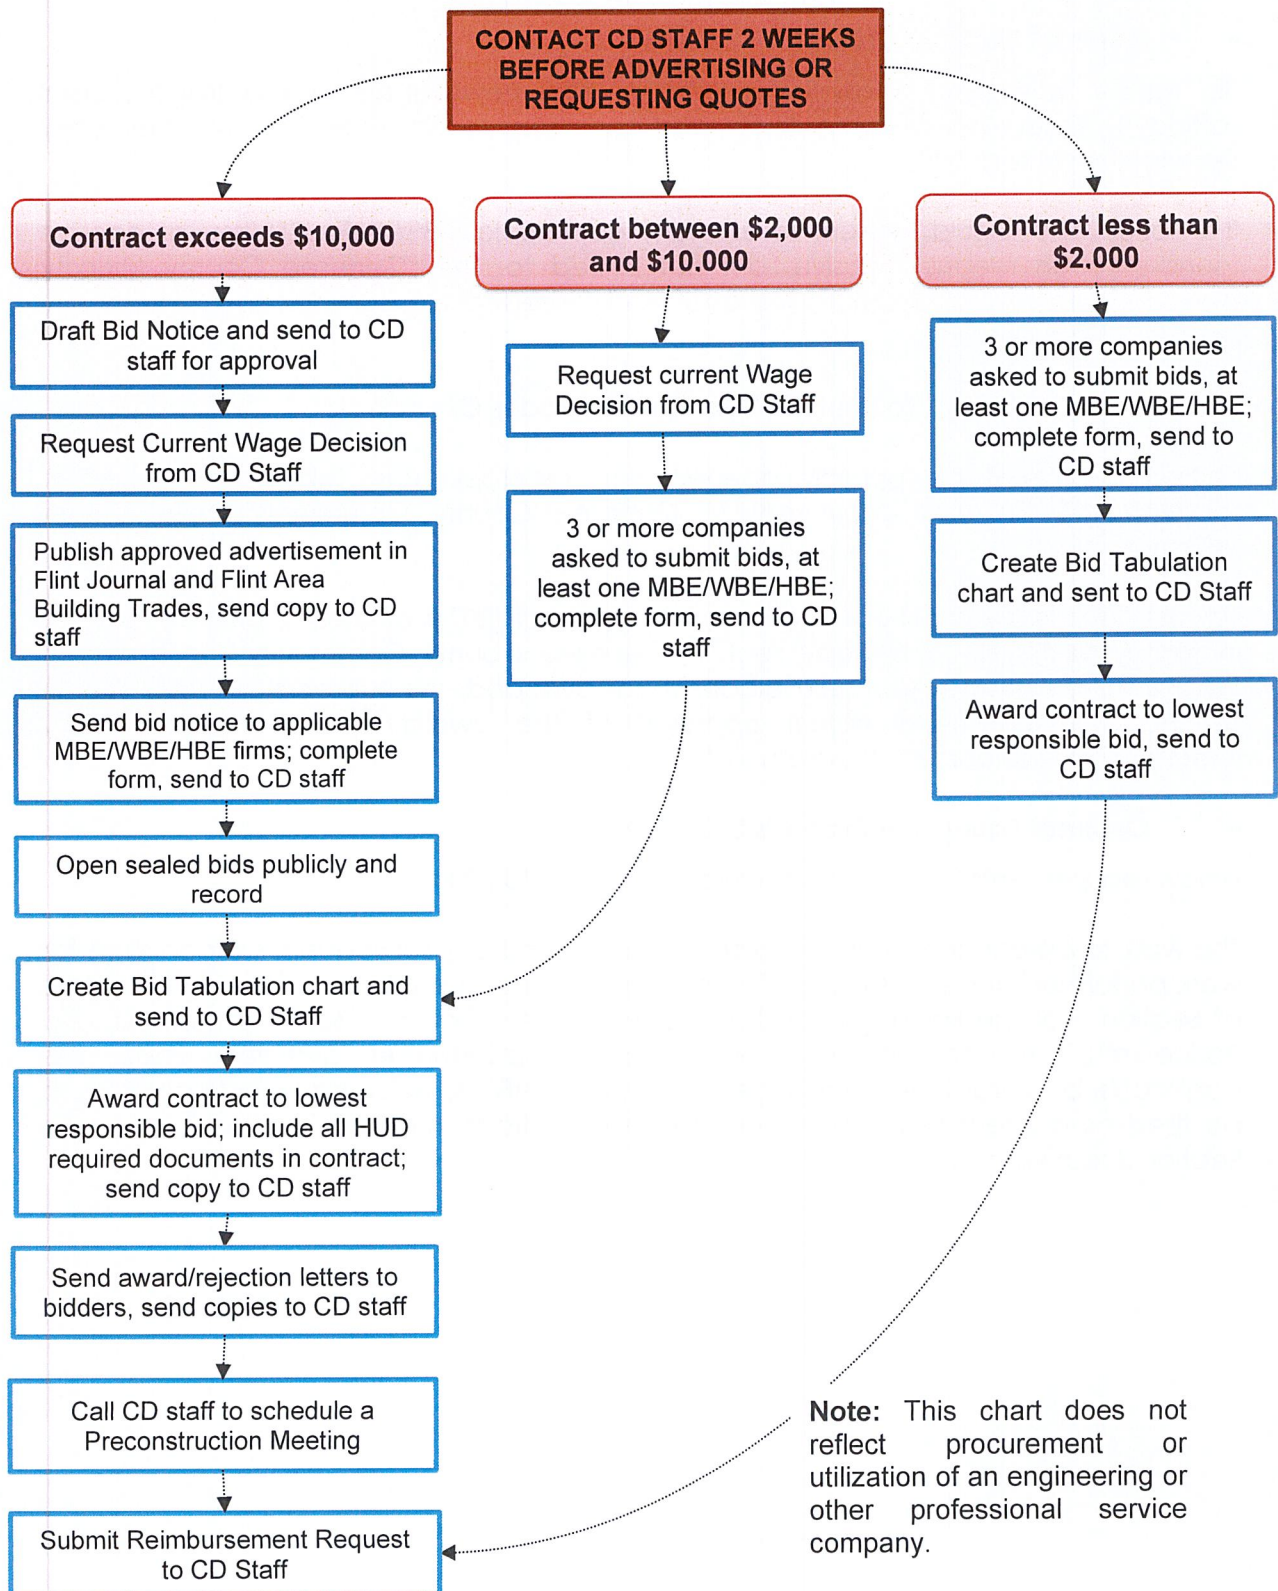 CONTACT CD STAFF 2 WEEKS
BEFORE ADVERTISING OR
REQUESTING QUOTES
Contract exceeds $10,000
Draft Bid Notice and send to CD
staff for approval
Request Current Wage Decision
from CD Staff
Publish approved advertisement in
Flint Journal and Flint Area
Building Trades, send copy to CD
staff
Send bid notice to applicable
MBE/WBE/HBE firms; complete
form, send to CD staff
Open sealed bids publicly and
record
Create Bid Tabulation chart and
send to CD Staff
Award contract to lowest
responsible bid; include all HUD
required documents in contract;
send copy to CD staff
Send award/rejection letters to
bidders, send copies to CD staff
Call CD staff to schedule a
Preconstruction Meeting
Submit Reimbursement Request
to CD Staff
Contract between $2,000
and $10,000
Request current Wage
Decision from CD Staff
3 or more companies
asked to submit bids, at
least one MBE/WBE/HBE;
complete form, send to CD
staff
Contract less than
$2,000
3 or more companies
asked to submit bids, at
least one MBE/WBE/HBE;
complete form, send to
CD staff
Create Bid Tabulation
chart and sent to CD Staff
Award contract to lowest
responsible bid, send to
CD staff
Note: This chart does not
reflect procurement or
utilization of an engineering or
other professional service
company.